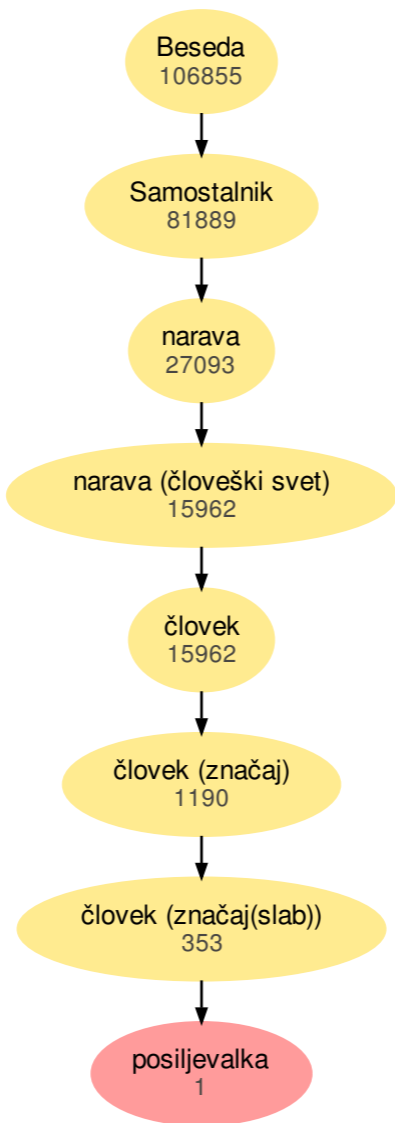 Beseda
106855
Samostalnik
81889
narava
27093
narava (človeški svet)
15962
človek
15962
človek (značaj)
1190
človek (značaj(slab))
353
posiljevalka
1